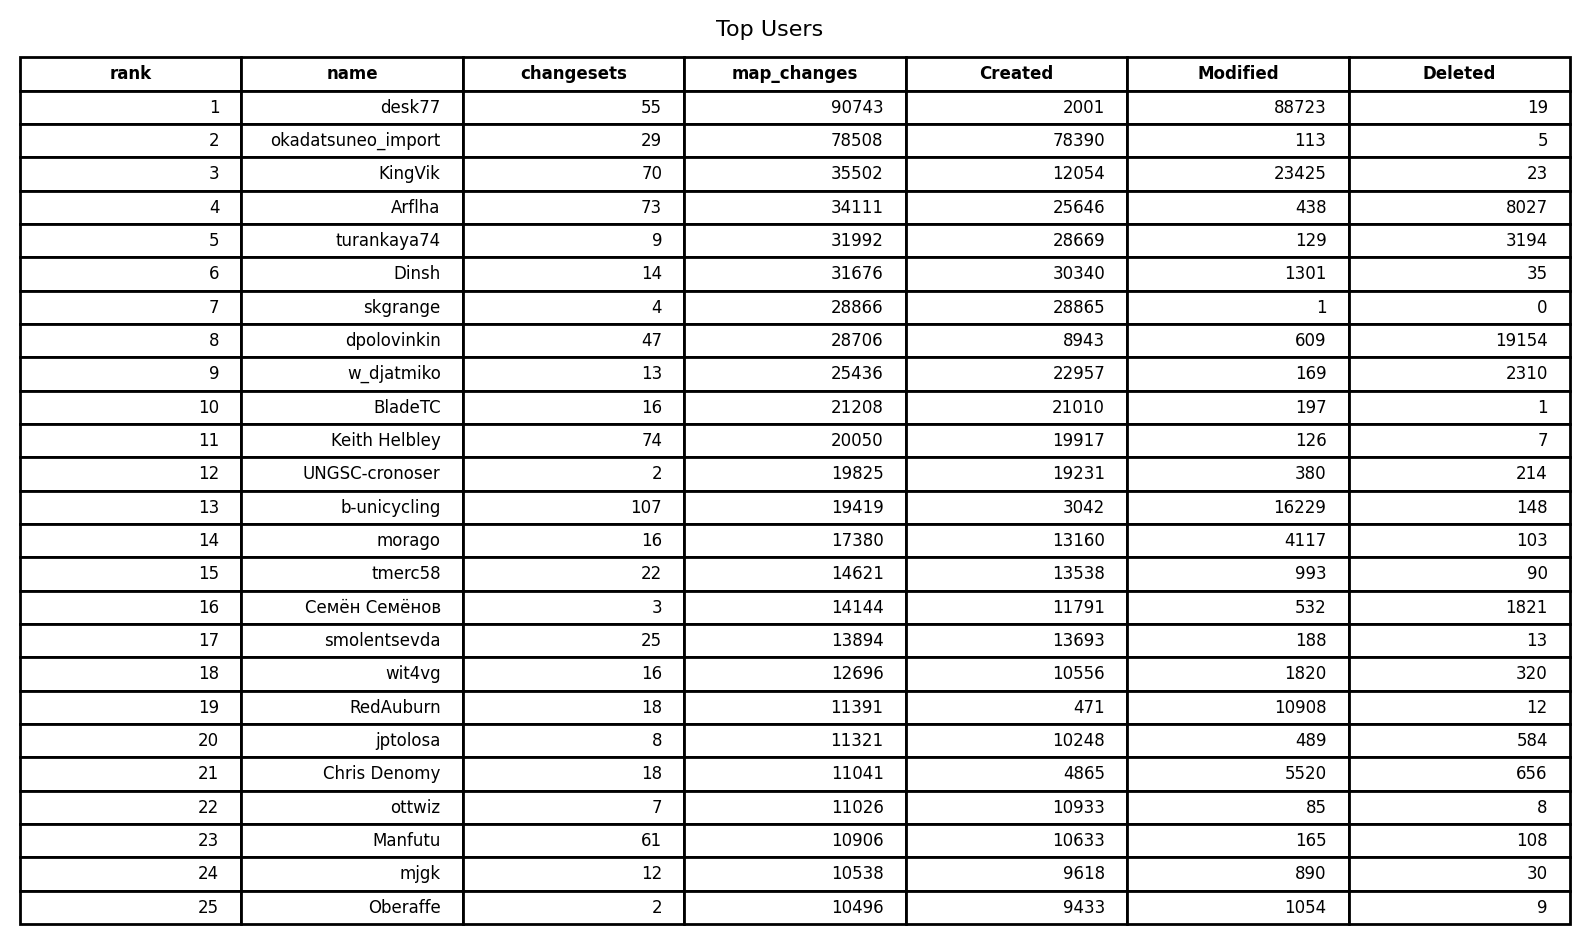 Top Users
rank name changesets map_changes Created Modified Deleted
1 desk77 55 90743 2001 88723 19
2 okadatsuneo_import 29 78508 78390 113 5
3 KingVik 70 35502 12054 23425 23
4 Arflha 73 34111 25646 438 8027
5 turankaya74 9 31992 28669 129 3194
6 Dinsh 14 31676 30340 1301 35
7 skgrange 4 28866 28865 1 0
8 dpolovinkin 47 28706 8943 609 19154
9 w_djatmiko 13 25436 22957 169 2310
10 BladeTC 16 21208 21010 197 1
11 Keith Helbley 74 20050 19917 126 7
12 UNGSC-cronoser 2 19825 19231 380 214
13 b-unicycling 107 19419 3042 16229 148
14 morago 16 17380 13160 4117 103
15 tmerc58 22 14621 13538 993 90
16 Семён Семёнов 3 14144 11791 532 1821
17 smolentsevda 25 13894 13693 188 13
18 wit4vg 16 12696 10556 1820 320
19 RedAuburn 18 11391 471 10908 12
20 jptolosa 8 11321 10248 489 584
21 Chris Denomy 18 11041 4865 5520 656
22 ottwiz 7 11026 10933 85 8
23 Manfutu 61 10906 10633 165 108
24 mjgk 12 10538 9618 890 30
25 Oberaffe 2 10496 9433 1054 9